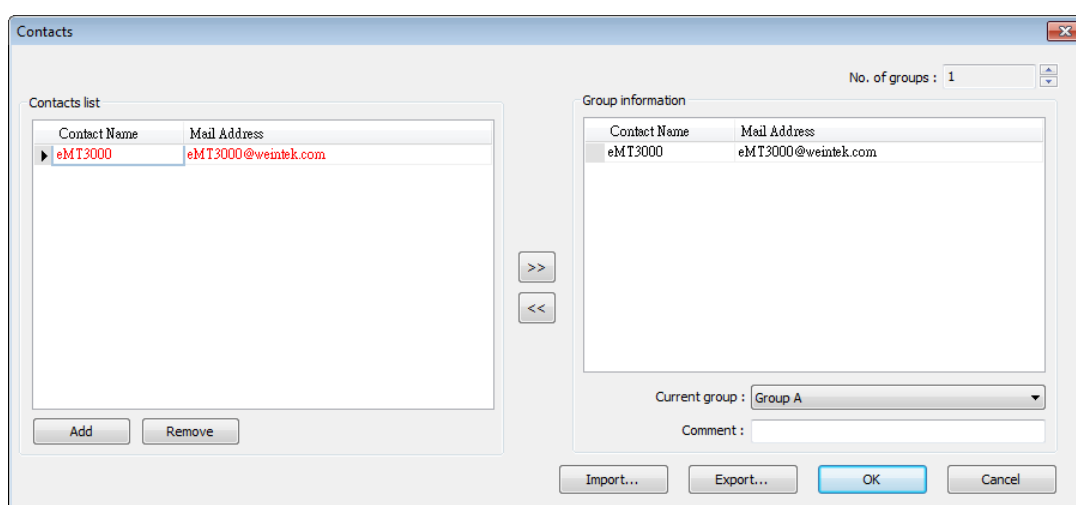 Contacts
No. of groups : 1
Contacts list
Contact Name Mail Address
eMT3000 eMT3000@weintek.com
Add Remove
>>
<<
Group information
Contact Name Mail Address
eMT3000 eMT3000@weintek.com
Current group : Group A
Comment :
Import... Export... OK Cancel